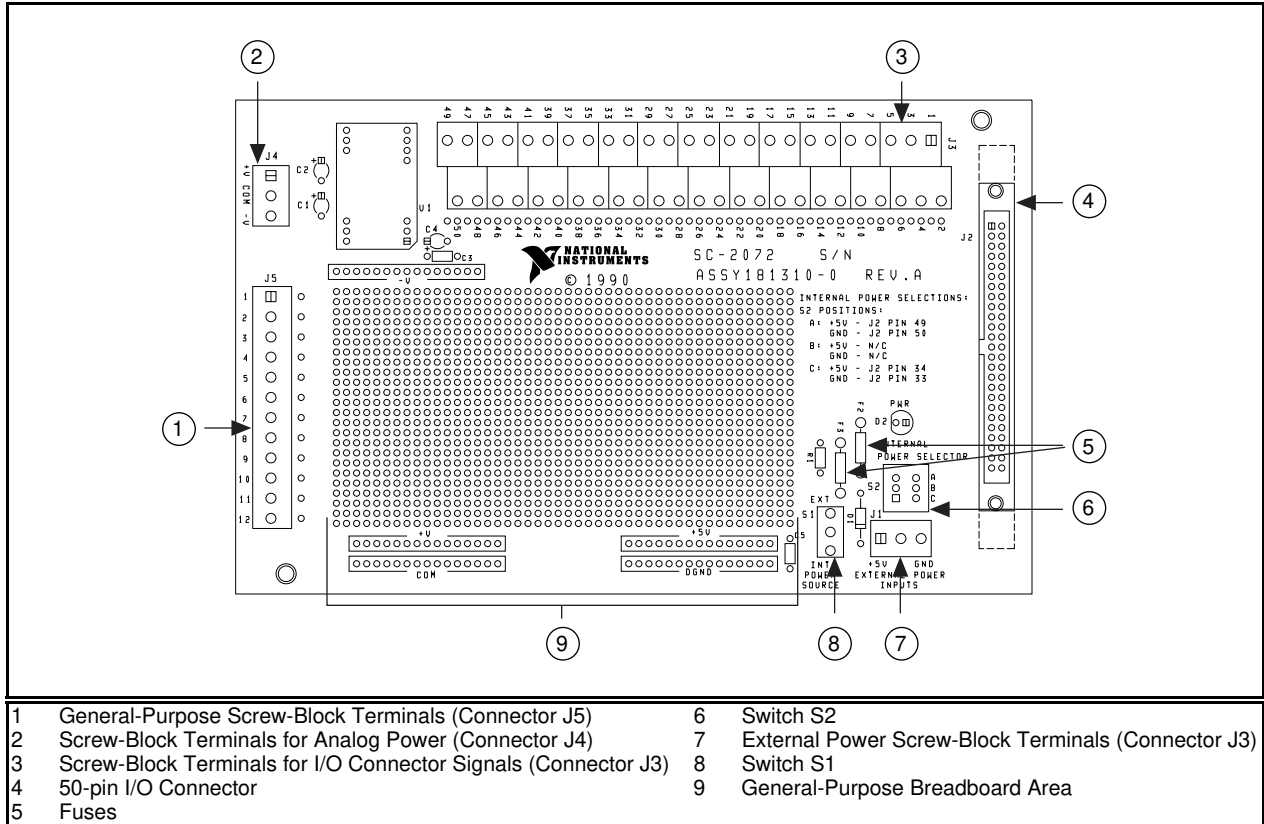 2
3
49
47
45
43
41
39
37
35
33
31
29
27
25
23
21
19
17
15
13
11
9
7
5
3
1
J3
J4
+V COM -V
C2
+
C1
+
V1
C4
+
C3
50
48
46
44
42
40
38
36
34
32
30
28
26
24
22
20
18
16
14
12
10
8
6
4
2
4
J2
NATIONAL
INSTRUMENTS
© 1990
SC-2072 S/N
ASSY181310-0 REV.A
-V
J5
1
2
3
4
5
6
7
8
9
10
11
12
1
INTERNAL POWER SELECTIONS:
S2 POSITIONS:
A: +5V - J2 PIN 49
GND - J2 PIN 50
B: +5V - N/C
GND - N/C
C: +5V - J2 PIN 34
GND - J2 PIN 33
F2
PWR
D2
F3
R1
INTERNAL
POWER SELECTOR
5
S2
A
B
C
6
EXT
S1
D1
J1
C5
+V
COM
+5V
DGND
INT
POWER
SOURCE
+5V GND
EXTERNAL POWER
INPUTS
9
8
7
1 General-Purpose Screw-Block Terminals (Connector J5)
2 Screw-Block Terminals for Analog Power (Connector J4)
3 Screw-Block Terminals for I/O Connector Signals (Connector J3)
4 50-pin I/O Connector
5 Fuses
6 Switch S2
7 External Power Screw-Block Terminals (Connector J3)
8 Switch S1
9 General-Purpose Breadboard Area